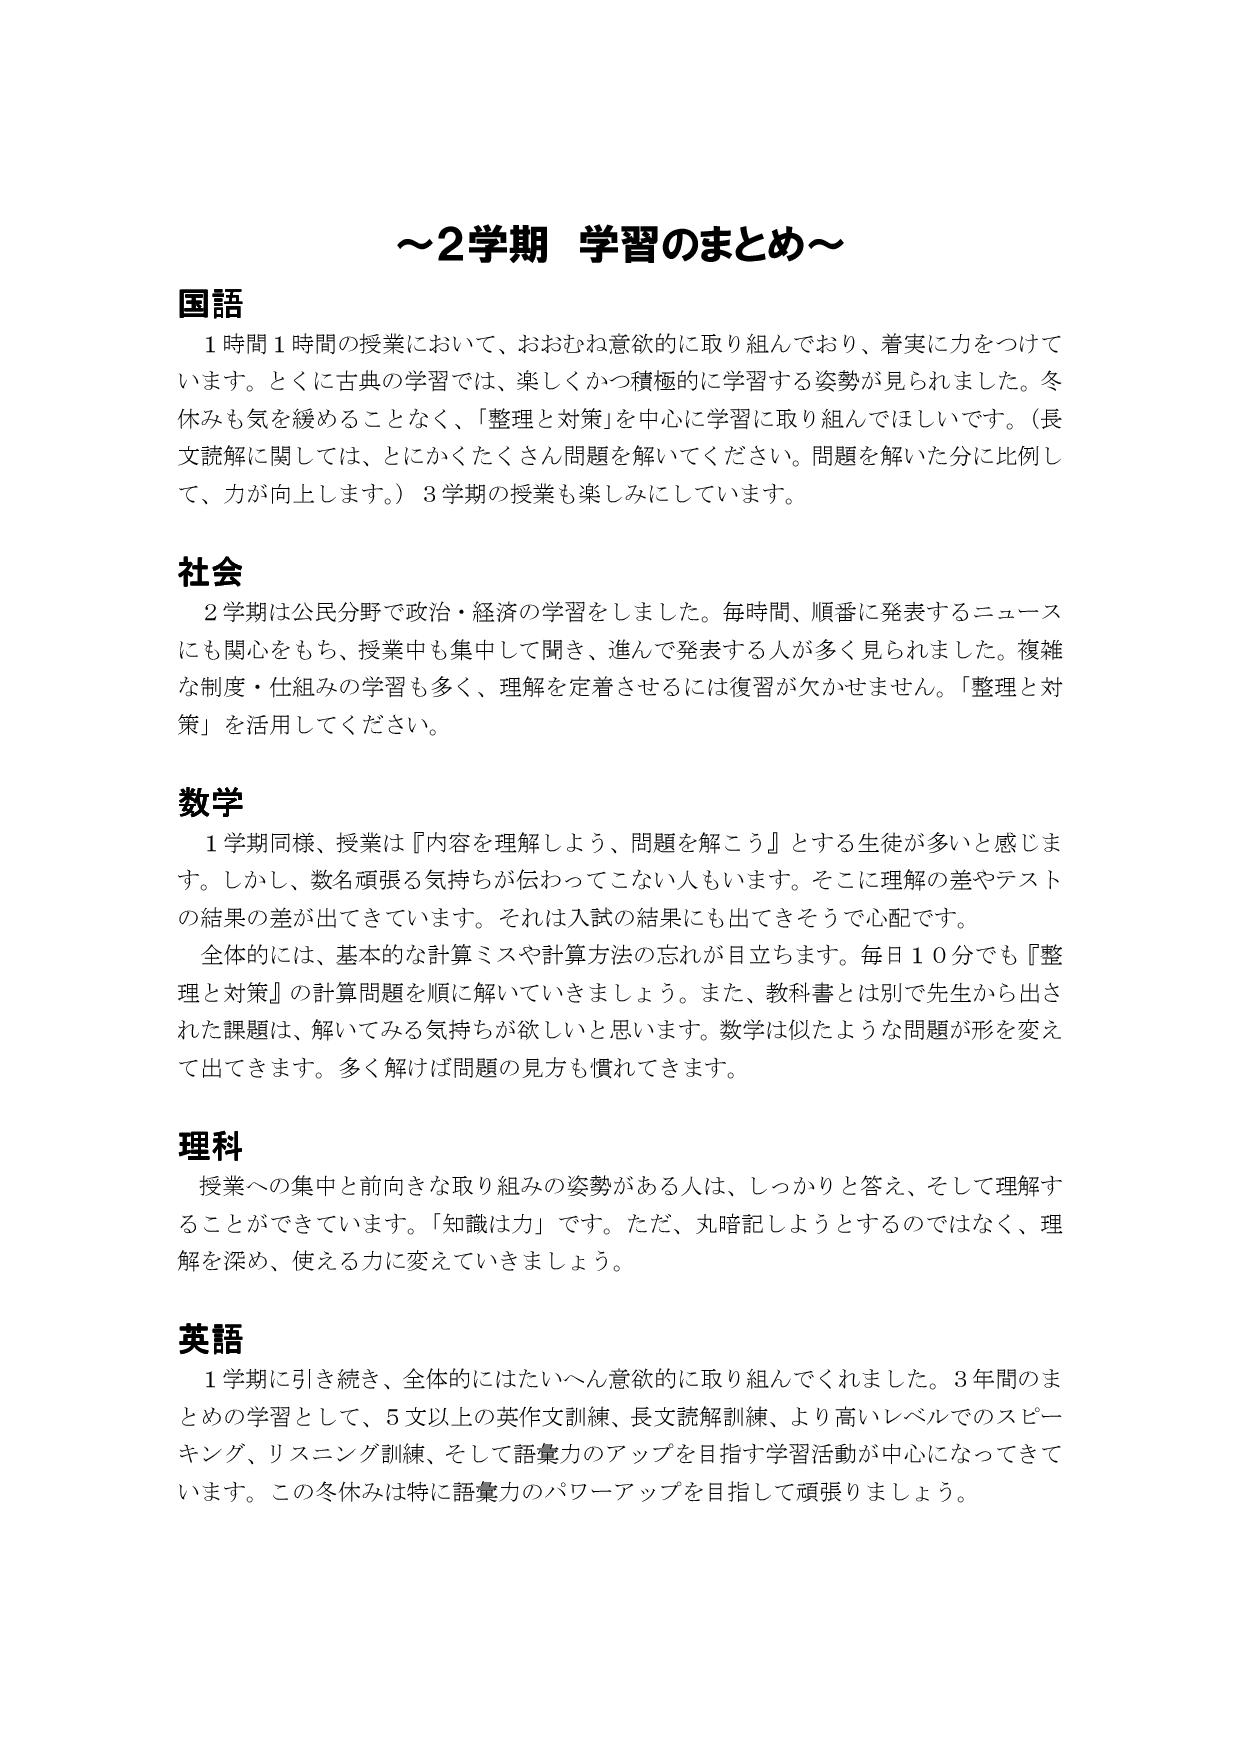 ～2学期 学習のまとめ～
国語
１時間１時間の授業において、おおむね意欲的に取り組んでおり、着実に力をつけて
います。とくに古典の学習では、楽しくかつ積極的に学習する姿勢が見られました。冬
休みも気を緩めることなく、「整理と対策」を中心に学習に取り組んでほしいです。（長
文読解に関しては、とにかくたくさん問題を解いてください。問題を解いた分に比例し
て、力が向上します。）３学期の授業も楽しみにしています。
社会
２学期は公民分野で政治・経済の学習をしました。毎時間、順番に発表するニュース
にも関心をもち、授業中も集中して聞き、進んで発表する人が多く見られました。複雑
な制度・仕組みの学習も多く、理解を定着させるには復習が欠かせません。「整理と対
策」を活用してください。
数学
１学期同様、授業は『内容を理解しよう、問題を解こう』とする生徒が多いと感じま
す。しかし、数名頑張る気持ちが伝わってこない人もいます。そこに理解の差やテスト
の結果の差が出てきています。それは入試の結果にも出てきそうで心配です。
全体的には、基本的な計算ミスや計算方法の忘れが目立ちます。毎日１０分でも『整
理と対策』の計算問題を順に解いていきましょう。また、教科書とは別で先生から出さ
れた課題は、解いてみる気持ちが欲しいと思います。数学は似たような問題が形を変え
て出てきます。多く解けば問題の見方も慣れてきます。
理科
授業への集中と前向きな取り組みの姿勢がある人は、しっかりと答え、そして理解す
ることができています。「知識は力」です。ただ、丸暗記しようとするのではなく、理
解を深め、使える力に変えていきましょう。
英語
１学期に引き続き、全体的にはたいへん意欲的に取り組んでくれました。３年間のま
とめの学習として、５文以上の英作文訓練、長文読解訓練、より高いレベルでのスピー
キング、リスニング訓練、そして語彙力のアップを目指す学習活動が中心になってきて
います。この冬休みは特に語彙力のパワーアップを目指して頑張りましょう。